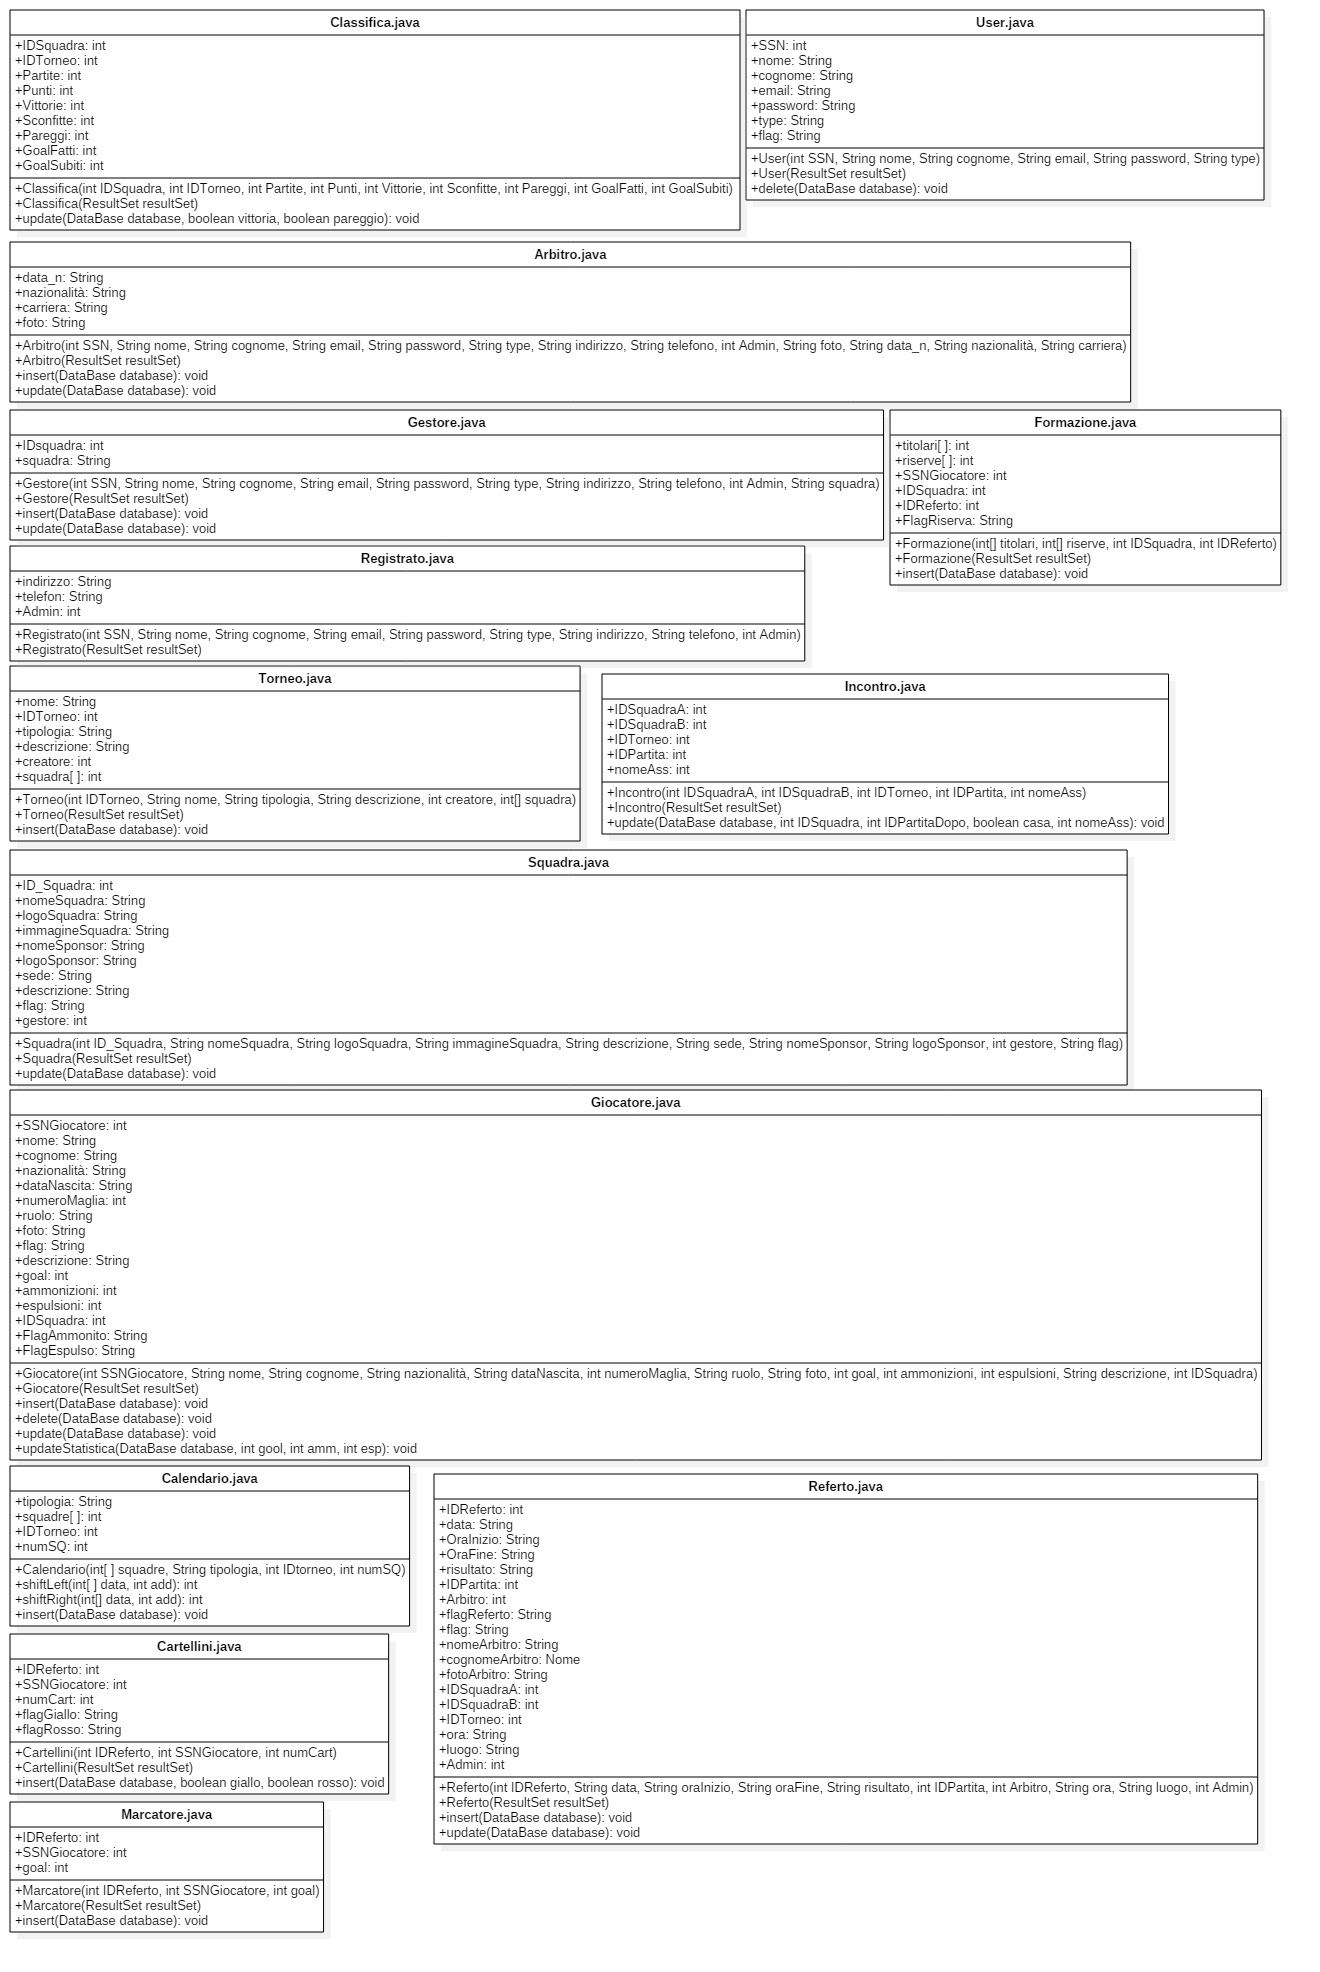 Classifica.java
+IDSquadra: int
+IDTorneo: int
+Partite: int
+Punti: int
+Vittorie: int
+Sconfitte: int
+Pareggi: int
+GoalFatti: int
+GoalSubiti: int
+Classifica(int IDSquadra, int IDTorneo, int Partite, int Punti, int Vittorie, int Sconfitte, int Pareggi, int GoalFatti, int GoalSubiti)
+Classifica(ResultSet resultSet)
+update(DataBase database, boolean vittoria, boolean pareggio): void
User.java
+SSN: int
+nome: String
+cognome: String
+email: String
+password: String
+type: String
+flag: String
+User(int SSN, String nome, String cognome, String email, String password, String type)
+User(ResultSet resultSet)
+delete(DataBase database): void
Arbitro.java
+data_n: String
+nazionalità: String
+carriera: String
+foto: String
+Arbitro(int SSN, String nome, String cognome, String email, String password, String type, String indirizzo, String telefono, int Admin, String foto, String data_n, String nazionalità, String carriera)
+Arbitro(ResultSet resultSet)
+insert(DataBase database): void
+update(DataBase database): void
Gestore.java
+IDsquadra: int
+squadra: String
+Gestore(int SSN, String nome, String cognome, String email, String password, String type, String indirizzo, String telefono, int Admin, String squadra)
+Gestore(ResultSet resultSet)
+insert(DataBase database): void
+update(DataBase database): void
Formazione.java
+titolari[ ]: int
+riserve[ ]: int
+SSNGiocatore: int
+IDSquadra: int
+IDReferto: int
+FlagRiserva: String
+Formazione(int[] titolari, int[] riserve, int IDSquadra, int IDReferto)
+Formazione(ResultSet resultSet)
+insert(DataBase database): void
Registrato.java
+indirizzo: String
+telefon: String
+Admin: int
+Registrato(int SSN, String nome, String cognome, String email, String password, String type, String indirizzo, String telefono, int Admin)
+Registrato(ResultSet resultSet)
Torneo.java
+nome: String
+IDTorneo: int
+tipologia: String
+descrizione: String
+creatore: int
+squadra[ ]: int
+Torneo(int IDTorneo, String nome, String tipologia, String descrizione, int creatore, int[] squadra)
+Torneo(ResultSet resultSet)
+insert(DataBase database): void
Incontro.java
+IDSquadraA: int
+IDSquadraB: int
+IDTorneo: int
+IDPartita: int
+nomeAss: int
+Incontro(int IDSquadraA, int IDSquadraB, int IDTorneo, int IDPartita, int nomeAss)
+Incontro(ResultSet resultSet)
+update(DataBase database, int IDSquadra, int IDPartitaDopo, boolean casa, int nomeAss): void
Squadra.java
+ID_Squadra: int
+nomeSquadra: String
+logoSquadra: String
+immagineSquadra: String
+nomeSponsor: String
+logoSponsor: String
+sede: String
+descrizione: String
+flag: String
+gestore: int
+Squadra(int ID_Squadra, String nomeSquadra, String logoSquadra, String immagineSquadra, String descrizione, String sede, String nomeSponsor, String logoSponsor, int gestore, String flag)
+Squadra(ResultSet resultSet)
+update(DataBase database): void
Giocatore.java
+SSNGiocatore: int
+nome: String
+cognome: String
+nazionalità: String
+dataNascita: String
+numeroMaglia: int
+ruolo: String
+foto: String
+flag: String
+descrizione: String
+goal: int
+ammonizioni: int
+espulsioni: int
+IDSquadra: int
+FlagAmmonito: String
+FlagEspulso: String
+Giocatore(int SSNGiocatore, String nome, String cognome, String nazionalità, String dataNascita, int numeroMaglia, String ruolo, String foto, int goal, int ammonizioni, int espulsioni, String descrizione, int IDSquadra)
+Giocatore(ResultSet resultSet)
+insert(DataBase database): void
+delete(DataBase database): void
+update(DataBase database): void
+updateStatistica(DataBase database, int gool, int amm, int esp): void
Calendario.java
+tipologia: String
+squadre[ ]: int
+IDTorneo: int
+numSQ: int
+Calendario(int[ ] squadre, String tipologia, int IDtorneo, int numSQ)
+shiftLeft(int[ ] data, int add): int
+shiftRight(int[] data, int add): int
+insert(DataBase database): void
Referto.java
+IDReferto: int
+data: String
+OraInizio: String
+OraFine: String
+risultato: String
+IDPartita: int
+Arbitro: int
+flagReferto: String
+flag: String
+nomeArbitro: String
+cognomeArbitro: Nome
+fotoArbitro: String
+IDSquadraA: int
+IDSquadraB: int
+IDTorneo: int
+ora: String
+luogo: String
+Admin: int
+Referto(int IDReferto, String data, String oraInizio, String oraFine, String risultato, int IDPartita, int Arbitro, String ora, String luogo, int Admin)
+Referto(ResultSet resultSet)
+insert(DataBase database): void
+update(DataBase database): void
Cartellini.java
+IDReferto: int
+SSNGiocatore: int
+numCart: int
+flagGiallo: String
+flagRosso: String
+Cartellini(int IDReferto, int SSNGiocatore, int numCart)
+Cartellini(ResultSet resultSet)
+insert(DataBase database, boolean giallo, boolean rosso): void
Marcatore.java
+IDReferto: int
+SSNGiocatore: int
+goal: int
+Marcatore(int IDReferto, int SSNGiocatore, int goal)
+Marcatore(ResultSet resultSet)
+insert(DataBase database): void